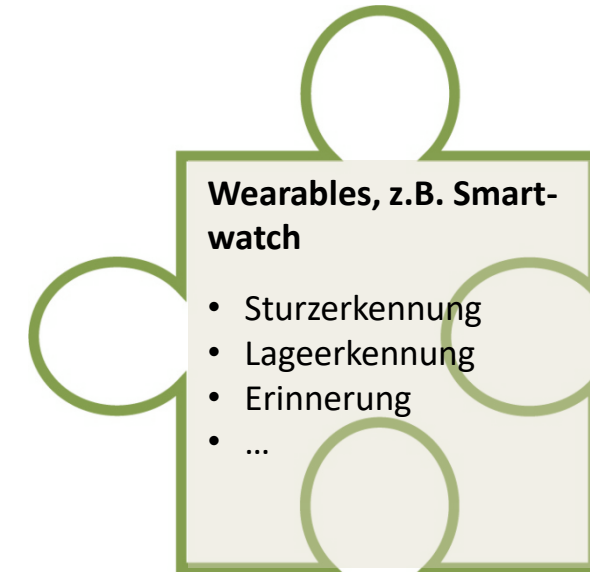 Wearables, z.B. Smart-
watch
• Sturzerkennung
• Lageerkennung
• Erinnerung
• …